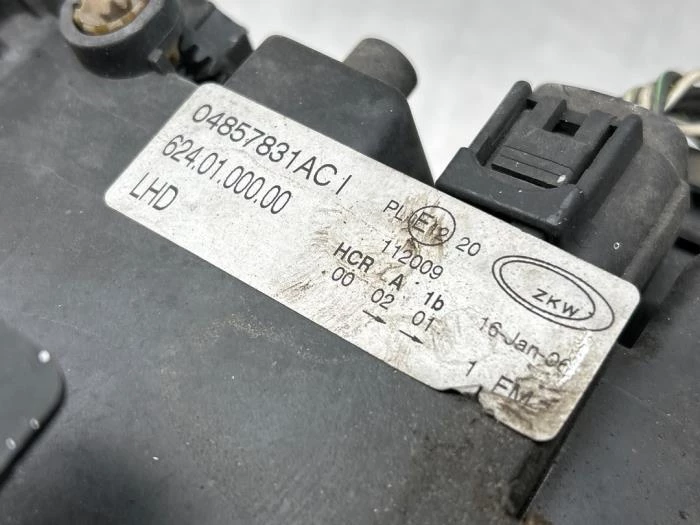 04857831AC I
624.01.000.00
LHD
PL E12 20
112009
HCR A 1b
00 02 01
→ →
ZKW
16-Jan-06
1 FM